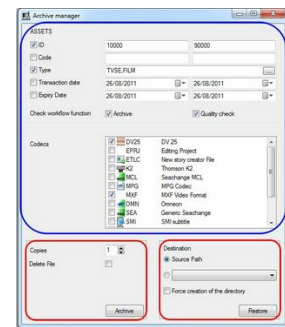 Archive manager
ASSETS
ID 10000 90000
Code
Type TVSE,FILM ...
Transaction date 26/08/2011 26/08/2011
Expiry Date 26/08/2011 26/08/2011
Check workflow function Archive Quality check
Codecs
DV25 DV 25
EFRU Editing Project
ETLC New story creator File
K2 Thomson K2
MCL Seachange MCL
MPG MPG Codec
MXF MXF Video Format
OMN Omneon
SEA Generic Seachange
SMI SMI subtitle
Copies 1
Delete File
Archive
Destination
Source Path
Force creation of the directory
Restore